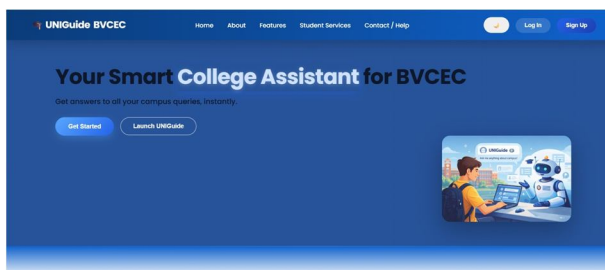 UNIGuide BVCEC
Home About Features Student Services Contact / Help
Log In Sign Up
Your Smart College Assistant for BVCEC
Get answers to all your campus queries, instantly.
Get Started Launch UNIGuide
UNIGuide